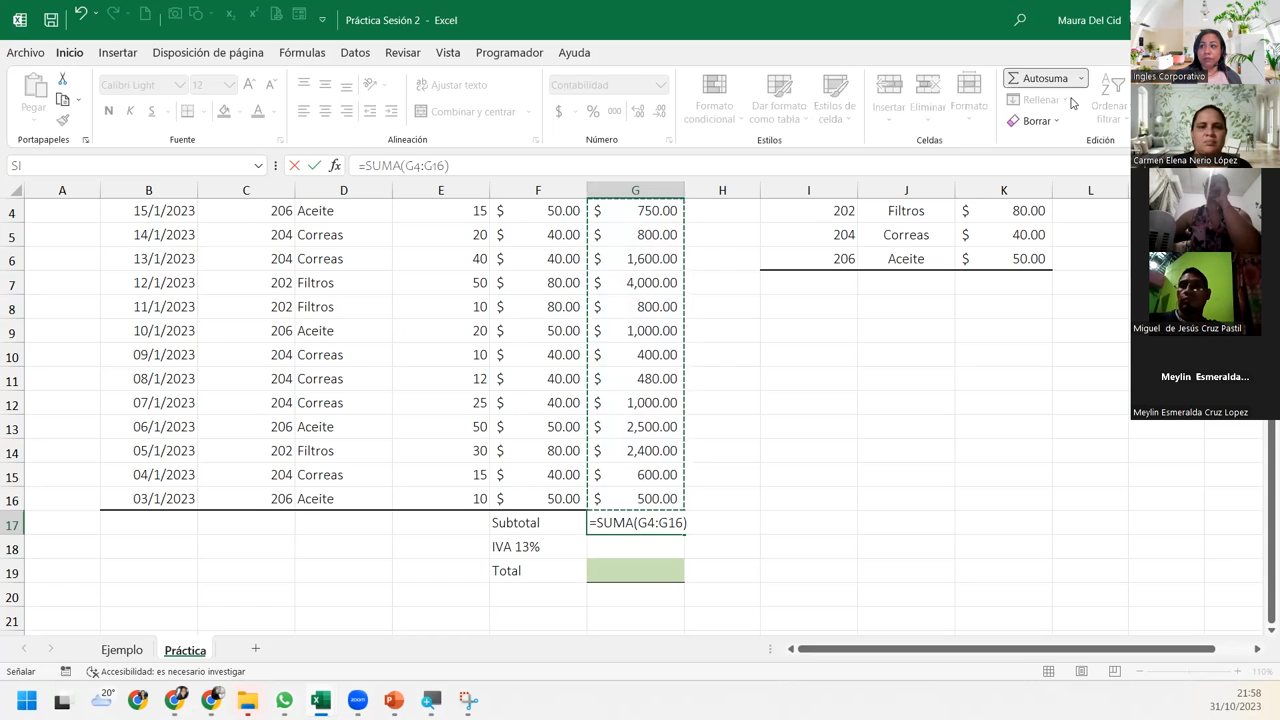 Práctica Sesión 2 - Excel
Maura Del Cid
Archivo Inicio Insertar Disposición de página Fórmulas Datos Revisar Vista Programador Ayuda
Pegar
Calibri Light 12
N K S
Ajustar texto
Combinar y centrar
Contabilidad
$ % 000
Formato condicional
Dar formato como tabla
Estilos de celda
Insertar
Eliminar
Formato
Autosuma
Rellenar
Borrar
Ordenar
filtrar
Portapapeles Fuente Alineación Número Estilos Celdas Edición
SI =SUMA(G4:G16)
A B C D E F G H I J K L
4 15/1/2023 206 Aceite 15 $ 50.00 $ 750.00 202 Filtros $ 80.00
5 14/1/2023 204 Correas 20 $ 40.00 $ 800.00 204 Correas $ 40.00
6 13/1/2023 204 Correas 40 $ 40.00 $ 1,600.00 206 Aceite $ 50.00
7 12/1/2023 202 Filtros 50 $ 80.00 $ 4,000.00
8 11/1/2023 202 Filtros 10 $ 80.00 $ 800.00
9 10/1/2023 206 Aceite 20 $ 50.00 $ 1,000.00
10 09/1/2023 204 Correas 10 $ 40.00 $ 400.00
11 08/1/2023 204 Correas 12 $ 40.00 $ 480.00
12 07/1/2023 204 Correas 25 $ 40.00 $ 1,000.00
13 06/1/2023 206 Aceite 50 $ 50.00 $ 2,500.00
14 05/1/2023 202 Filtros 30 $ 80.00 $ 2,400.00
15 04/1/2023 204 Correas 15 $ 40.00 $ 600.00
16 03/1/2023 206 Aceite 10 $ 50.00 $ 500.00
17 Subtotal =SUMA(G4:G16)
18 IVA 13%
19 Total
20
21
Ejemplo Práctica
Señalar Accesibilidad: es necesario investigar 110%
20°
21:58
31/10/2023
Ingles Corporativo
Carmen Elena Nerio López
Miguel de Jesús Cruz Pastil
Meylin Esmeralda...
Meylin Esmeralda Cruz Lopez